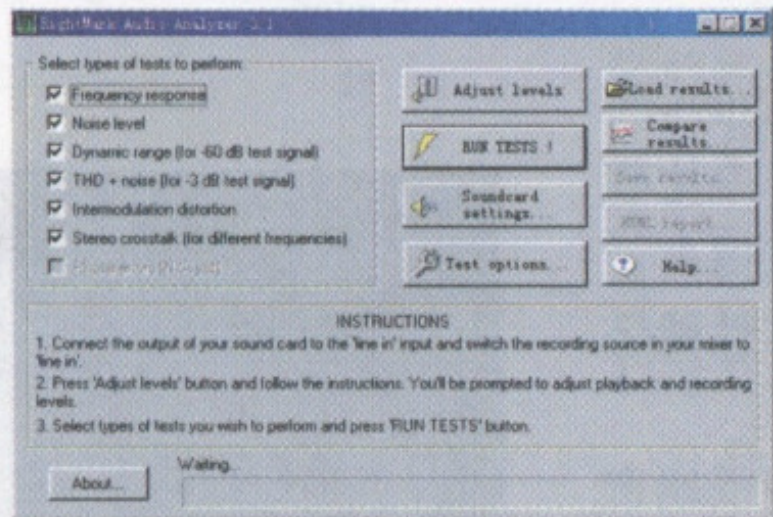 RightMark Audio Analyzer 3.1
Select types of tests to perform:
Frequency response
Noise level
Dynamic range (for -60 dB test signal)
THD + noise (for -3 dB test signal)
Intermodulation distortion
Stereo crosstalk (for different frequencies)
Adjust levels
RUN TESTS !
Soundcard
settings...
Test options...
Load results...
Compare
results.
Save results...
HTML report...
Help...
INSTRUCTIONS
1. Connect the output of your sound card to the 'line in' input and switch the recording source in your mixer to
'line in'.
2. Press 'Adjust levels' button and follow the instructions. You'll be prompted to adjust playback and recording
levels.
3. Select types of tests you wish to perform and press 'RUN TESTS' button.
About...
Waiting..